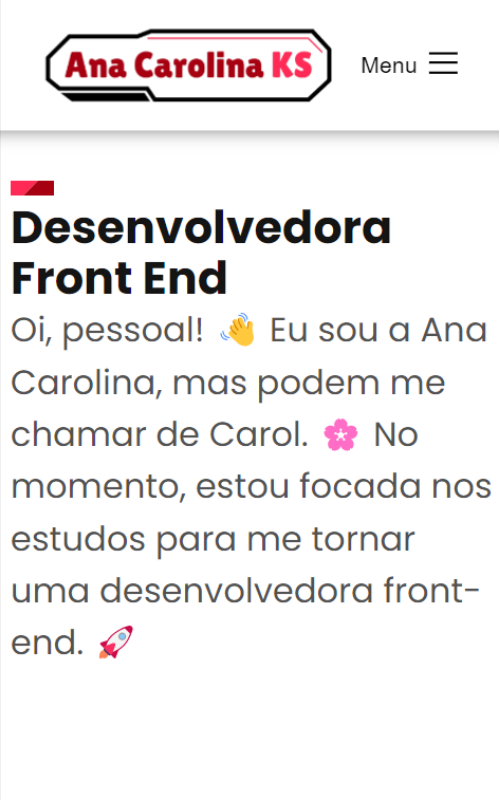 Ana Carolina KS
Menu
Desenvolvedora
Front End
Oi, pessoal! 👋 Eu sou a Ana
Carolina, mas podem me
chamar de Carol. 🌸 No
momento, estou focada nos
estudos para me tornar
uma desenvolvedora front-
end. 🚀